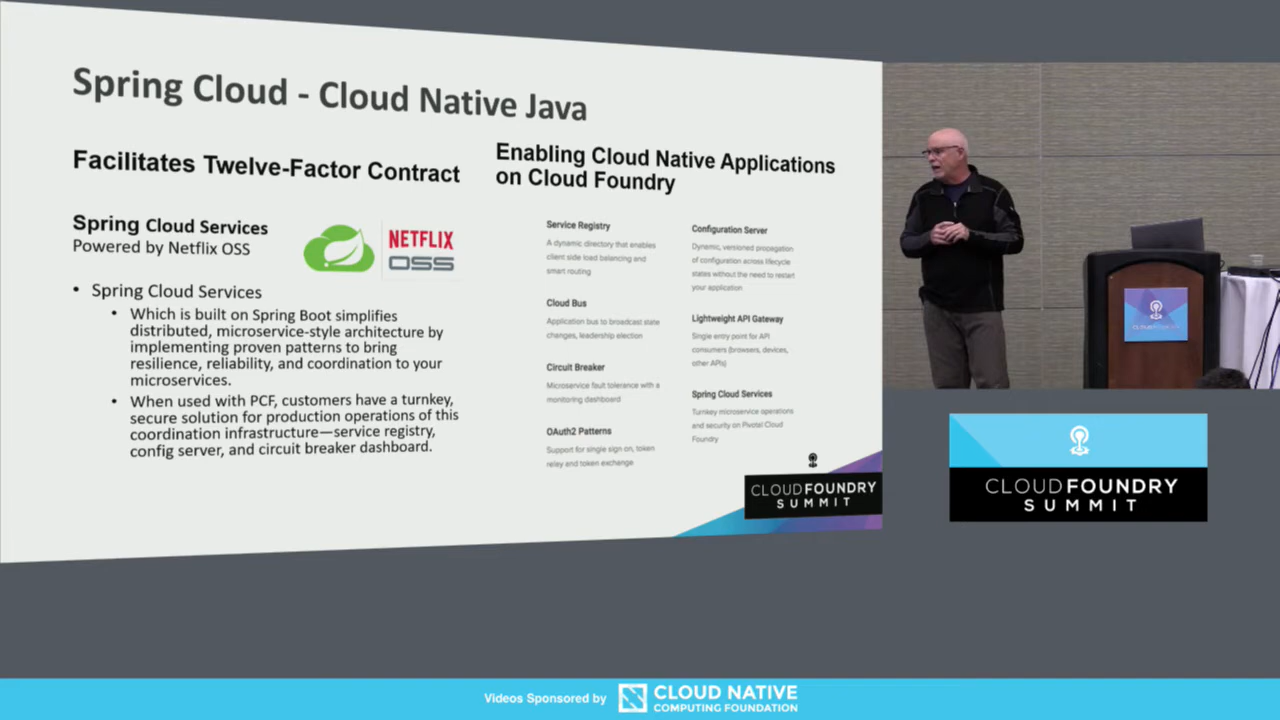 Spring Cloud - Cloud Native Java
Facilitates Twelve-Factor Contract
Spring Cloud Services
Powered by Netflix OSS
NETFLIX
OSS
• Spring Cloud Services
• Which is built on Spring Boot simplifies
distributed, microservice-style architecture by
implementing proven patterns to bring
resilience, reliability, and coordination to your
microservices.
• When used with PCF, customers have a turnkey,
secure solution for production operations of this
coordination infrastructure—service registry,
config server, and circuit breaker dashboard.
Enabling Cloud Native Applications
on Cloud Foundry
Service Registry
A dynamic directory that enables
client side load balancing and
smart routing
Cloud Bus
Application bus to broadcast state
changes, leadership election
Circuit Breaker
Microservice fault tolerance with a
monitoring dashboard
OAuth2 Patterns
Support for single sign on, token
relay and token exchange
Configuration Server
Dynamic, versioned propagation
of configuration across lifecycle
states without the need to restart
your application
Lightweight API Gateway
Single entry point for API
consumers (browsers, devices,
other APIs)
Spring Cloud Services
Turnkey microservice operations
and security on Pivotal Cloud
Foundry
CLOUDFOUNDRY
SUMMIT
CLOUDFOUNDRY
SUMMIT
Videos Sponsored by
CLOUD NATIVE
COMPUTING FOUNDATION